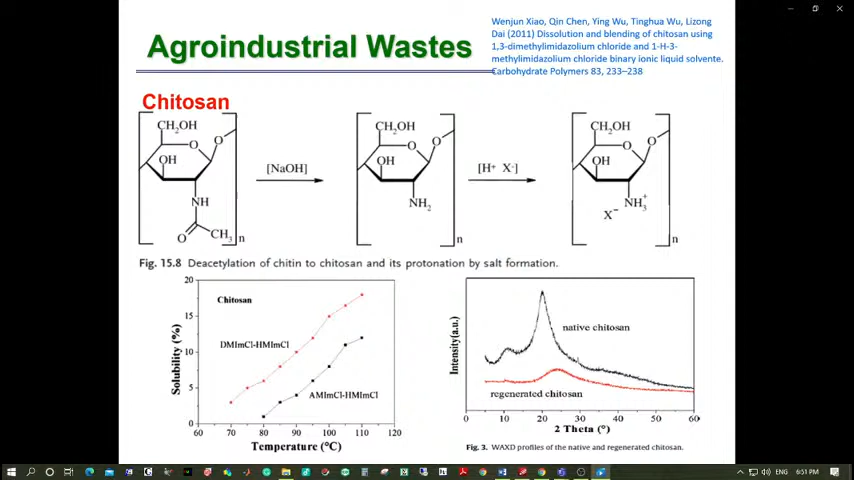 Wenjun Xiao, Qin Chen, Ying Wu, Tinghua Wu, Lizong
Dai (2011) Dissolution and blending of chitosan using
1,3-dimethylimidazolium chloride and 1-H-3-
methylimidazolium chloride binary ionic liquid solvente.
Carbohydrate Polymers 83, 233–238
Agroindustrial Wastes
Chitosan
CH₂OH
O
O
OH
NH
O
CH₃
n
[NaOH]
CH₂OH
O
O
OH
NH₂
n
[H⁺ X⁻]
CH₂OH
O
O
OH
NH₃⁺
X⁻
n
Fig. 15.8 Deacetylation of chitin to chitosan and its protonation by salt formation.
Chitosan
DMImCl-HMImCl
AMImCl-HMImCl
Solubility (%)
20
15
10
5
0
60 70 80 90 100 110 120
Temperature (°C)
native chitosan
regenerated chitosan
Intensity(a.u.)
0 10 20 30 40 50 60
2 Theta (°)
Fig. 3. WAXD profiles of the native and regenerated chitosan.
6:51 PM